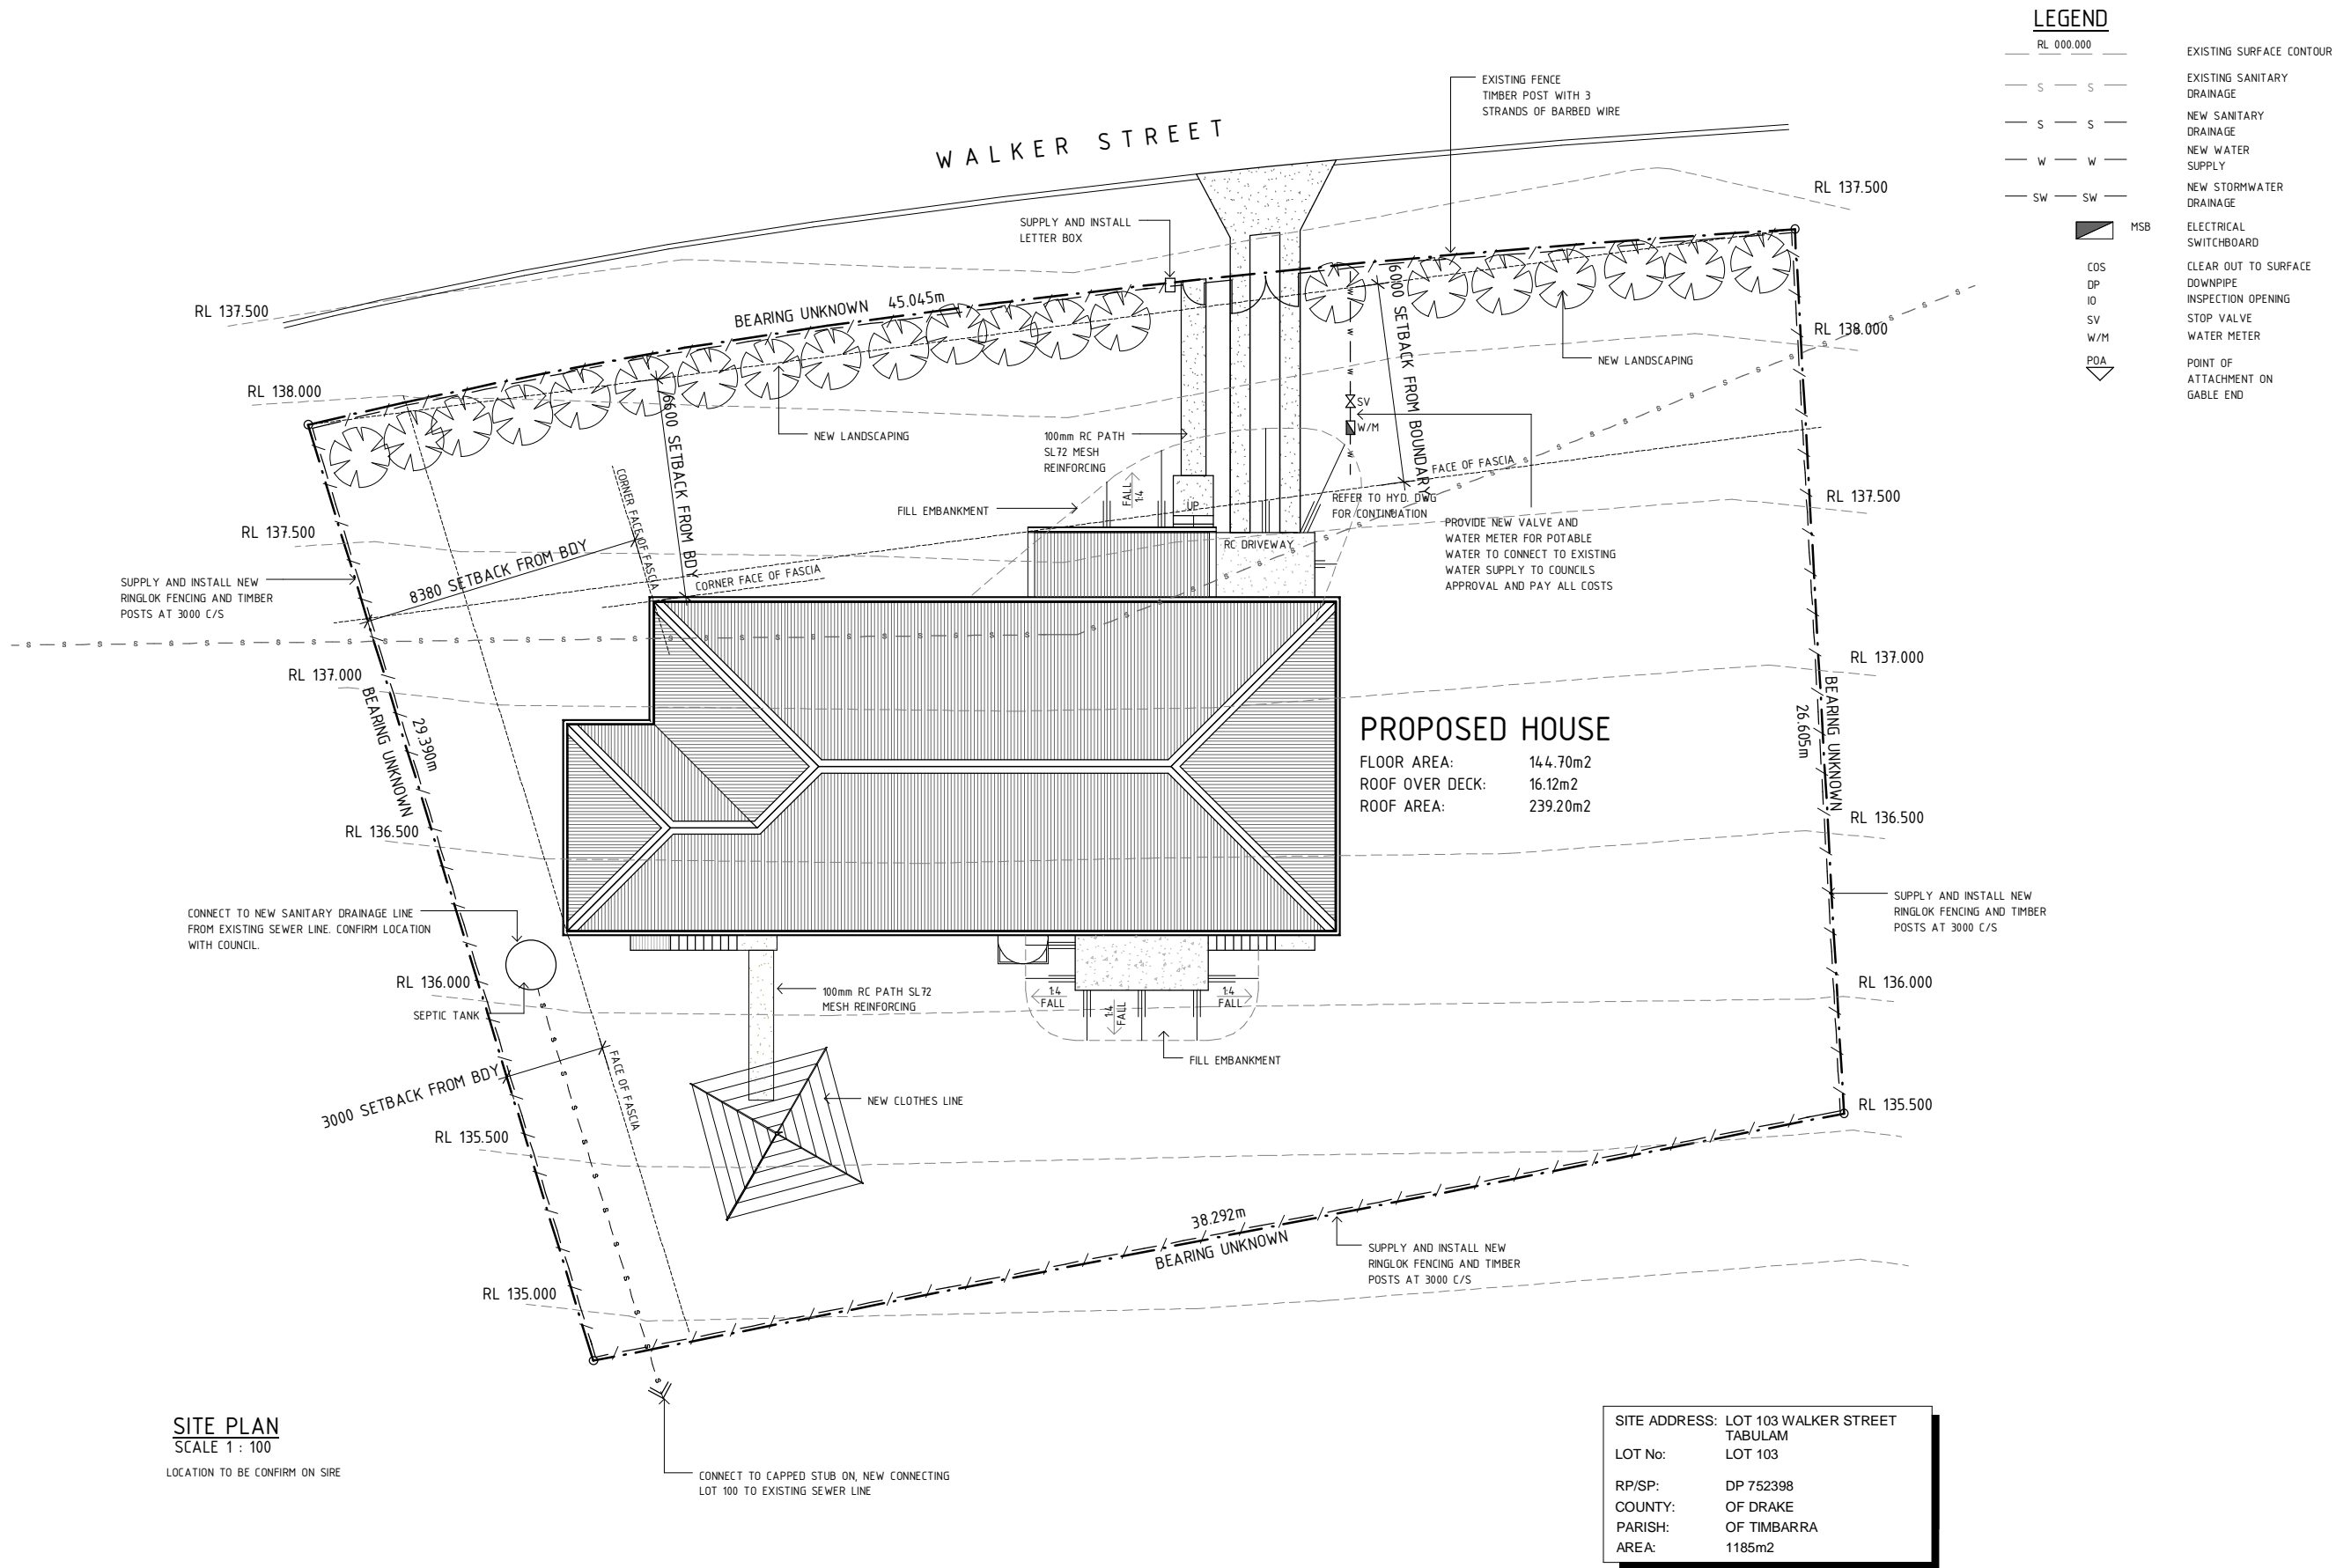 LEGEND
RL 000.000
EXISTING SURFACE CONTOUR
S S
EXISTING SANITARY
DRAINAGE
S S
NEW SANITARY
DRAINAGE
W W
NEW WATER
SUPPLY
SW SW
NEW STORMWATER
DRAINAGE
MSB
ELECTRICAL
SWITCHBOARD
COS
CLEAR OUT TO SURFACE
DP
DOWNPIPE
IO
INSPECTION OPENING
SV
STOP VALVE
W/M
WATER METER
POA
POINT OF
ATTACHMENT ON
GABLE END
EXISTING FENCE
TIMBER POST WITH 3
STRANDS OF BARBED WIRE
WALKER STREET
RL 137.500
SUPPLY AND INSTALL
LETTER BOX
RL 137.500
BEARING UNKNOWN 45.045m
RL 138.000
RL 138.000
NEW LANDSCAPING
NEW LANDSCAPING
6000 SETBACK FROM BOUNDARY
6600 SETBACK FROM BDY
SV
W/M
W
W
100mm RC PATH
SL72 MESH
REINFORCING
FACE OF FASCIA
CORNER FACE OF FASCIA
FALL
1:4
UP
FILL EMBANKMENT
REFER TO HYD. DWG
FOR CONTINUATION
RL 137.500
RL 137.500
PROVIDE NEW VALVE AND
WATER METER FOR POTABLE
WATER TO CONNECT TO EXISTING
WATER SUPPLY TO COUNCILS
APPROVAL AND PAY ALL COSTS
RC DRIVEWAY
8380 SETBACK FROM BDY
CORNER FACE OF FASCIA
SUPPLY AND INSTALL NEW
RINGLOK FENCING AND TIMBER
POSTS AT 3000 C/S
RL 137.000
RL 137.000
BEARING UNKNOWN
29.390m
BEARING UNKNOWN
26.605m
PROPOSED HOUSE
FLOOR AREA: 144.70m2
ROOF OVER DECK: 16.12m2
ROOF AREA: 239.20m2
RL 136.500
RL 136.500
CONNECT TO NEW SANITARY DRAINAGE LINE
FROM EXISTING SEWER LINE. CONFIRM LOCATION
WITH COUNCIL.
SUPPLY AND INSTALL NEW
RINGLOK FENCING AND TIMBER
POSTS AT 3000 C/S
RL 136.000
RL 136.000
SEPTIC TANK
100mm RC PATH SL72
MESH REINFORCING
1:4
FALL
1:4
FALL
1:4
FALL
FILL EMBANKMENT
3000 SETBACK FROM BDY
FACE OF FASCIA
NEW CLOTHES LINE
RL 135.500
RL 135.500
38.292m
BEARING UNKNOWN
SUPPLY AND INSTALL NEW
RINGLOK FENCING AND TIMBER
POSTS AT 3000 C/S
RL 135.000
SITE PLAN
SCALE 1 : 100
LOCATION TO BE CONFIRM ON SIRE
CONNECT TO CAPPED STUB ON, NEW CONNECTING
LOT 100 TO EXISTING SEWER LINE
SITE ADDRESS: LOT 103 WALKER STREET
TABULAM
LOT No: LOT 103
RP/SP: DP 752398
COUNTY: OF DRAKE
PARISH: OF TIMBARRA
AREA: 1185m2